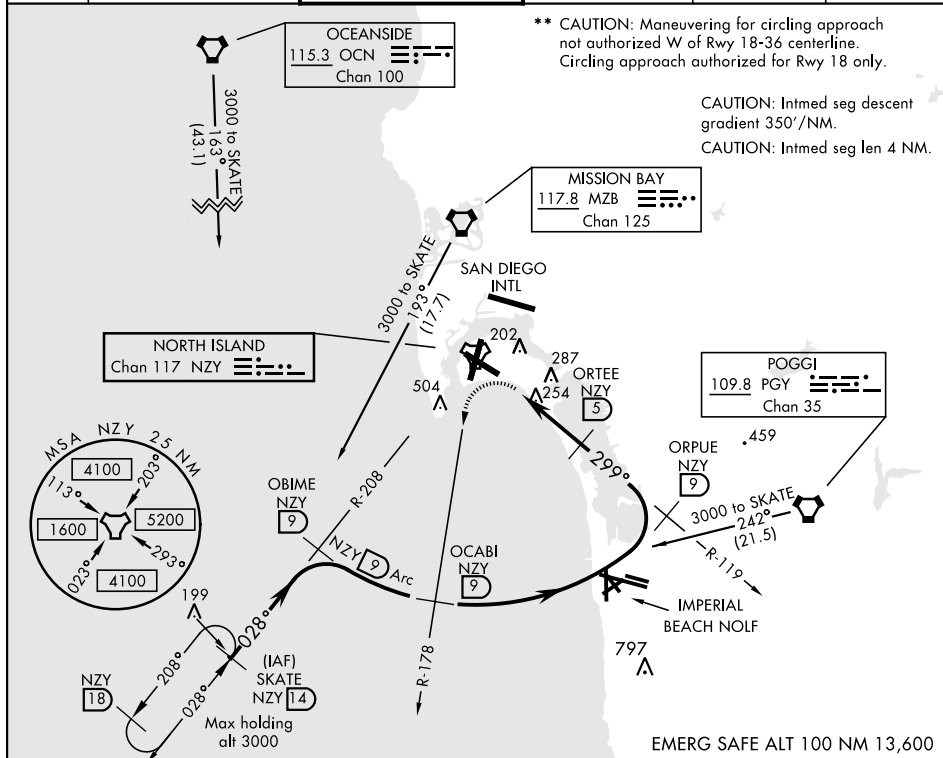 OCEANSIDE
115.3 OCN
Chan 100
** CAUTION: Maneuvering for circling approach
not authorized W of Rwy 18-36 centerline.
Circling approach authorized for Rwy 18 only.
CAUTION: Intmed seg descent
gradient 350'/NM.
CAUTION: Intmed seg len 4 NM.
3000 to SKATE
163°
(43.1)
MISSION BAY
117.8 MZB
Chan 125
3000 to SKATE
193°
(17.7)
SAN DIEGO
INTL
NORTH ISLAND
Chan 117 NZY
202
287
254
504
ORTEE
NZY
5
299°
POGGI
109.8 PGY
Chan 35
459
ORPUE
NZY
9
3000 to SKATE
242°
(21.5)
R-119
MSA NZY 25 NM
4100
203°
113°
1600
5200
023°
293°
4100
OBIME
NZY
9
R-208
NZY 9 Arc
OCABI
NZY
9
IMPERIAL
BEACH NOLF
199
028°
208°
028°
(IAF)
SKATE
NZY 14
NZY
18
Max holding
alt 3000
R-178
797
EMERG SAFE ALT 100 NM 13,600